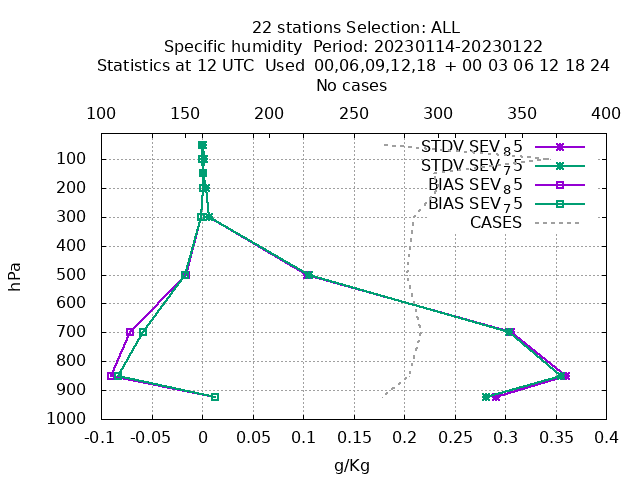 22 stations Selection: ALL
Specific humidity  Period: 20230114-20230122
Statistics at 12 UTC  Used  00,06,09,12,18  + 00 03 06 12 18 24
No cases
100 150 200 250 300 350 400
STDV SEV₈5
STDV SEV₇5
BIAS SEV₈5
BIAS SEV₇5
CASES
hPa
100
200
300
400
500
600
700
800
900
1000
-0.1 -0.05 0 0.05 0.1 0.15 0.2 0.25 0.3 0.35 0.4
g/Kg